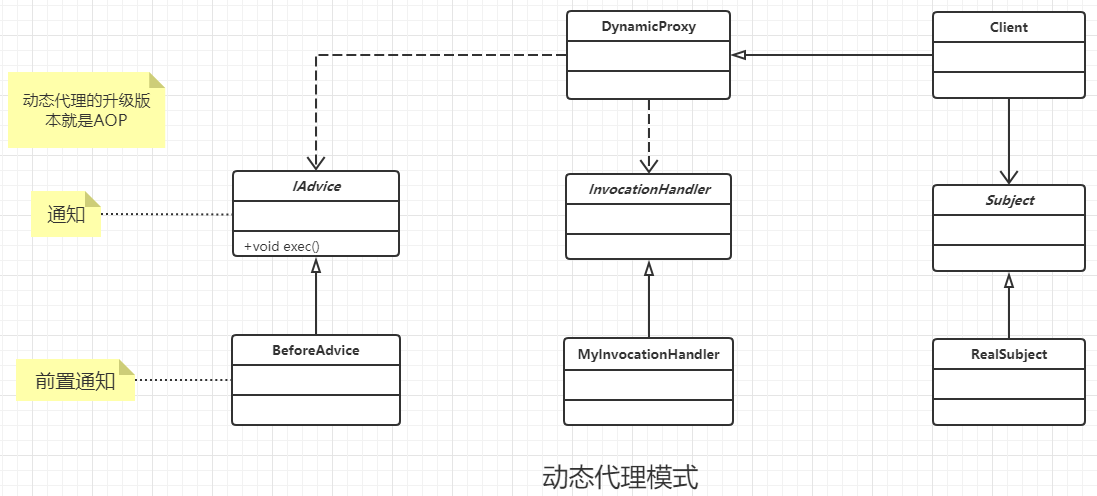 DynamicProxy
Client
动态代理的升级版
本就是AOP
IAdvice
InvocationHandler
Subject
通知
+void exec()
BeforeAdvice
MyInvocationHandler
RealSubject
前置通知
动态代理模式